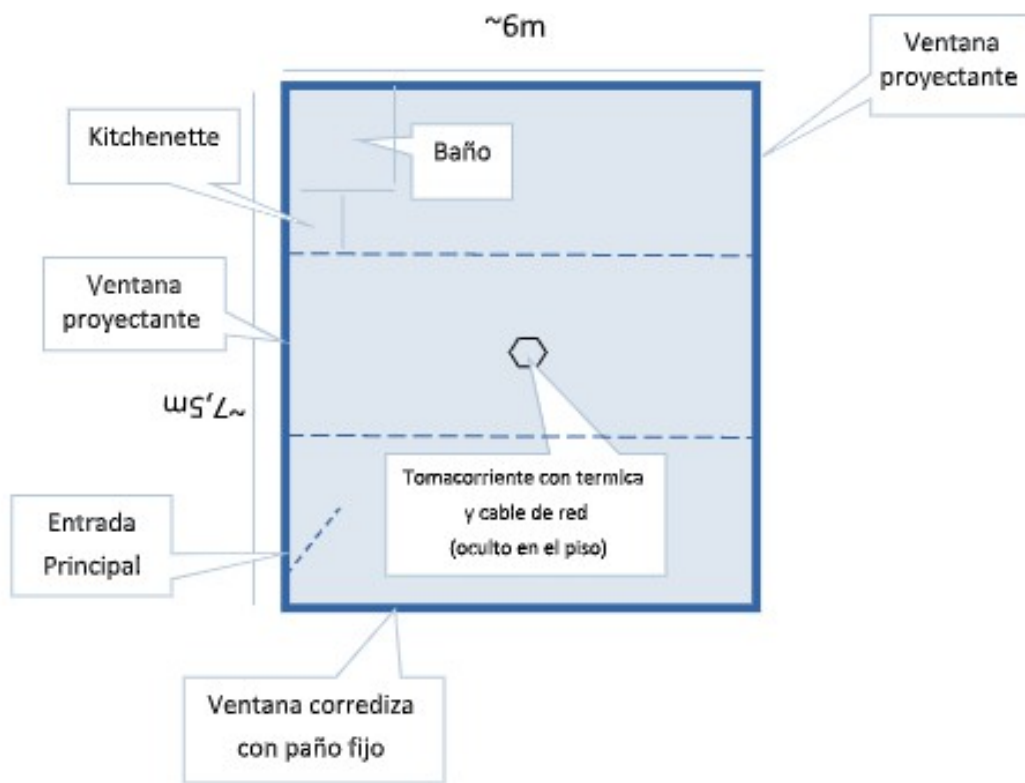 ~6m
Ventana
proyectante
Kitchenette
Baño
Ventana
proyectante
~7,5m
Tomacorriente con termica
y cable de red
(oculto en el piso)
Entrada
Principal
Ventana corrediza
con paño fijo